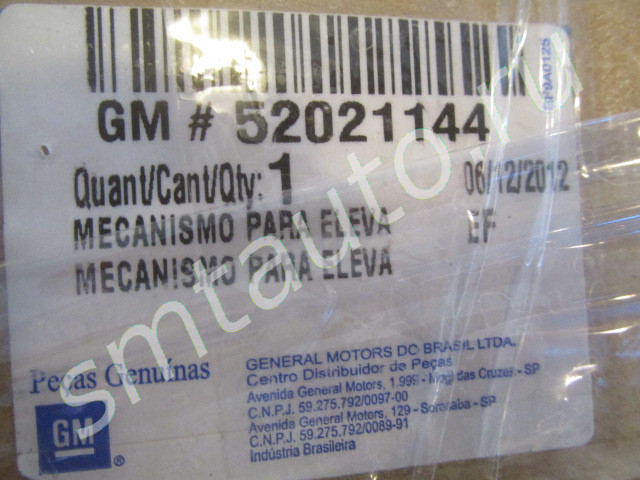 GM # 52021144
Quant/Cant/Qty: 1 06/12/2012
MECANISMO PARA ELEVA EF
MECANISMO PARA ELEVA
Peças Genuínas
GM ®
GENERAL MOTORS DO BRASIL LTDA.
Centro Distribuidor de Peças
Avenida General Motors, 1.999 - Mogi das Cruzes - SP
C.N.P.J. 59.275.792/0097-00
Avenida General Motors, 129 - Sorocaba - SP
C.N.P.J. 59.275.792/0089-91
Indústria Brasileira
smtauto.ru